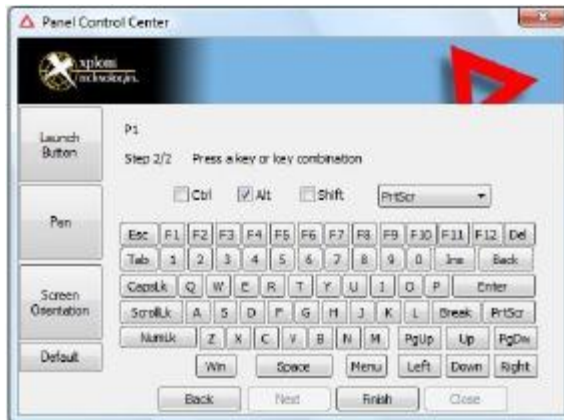 Panel Control Center
Xplore
Technologies.
Launch
Button
Pen
Screen
Orientation
Default
P1
Step 2/2 Press a key or key combination
Ctrl Alt Shift PrtScr
Esc F1 F2 F3 F4 F5 F6 F7 F8 F9 F10 F11 F12 Del
Tab 1 2 3 4 5 6 7 8 9 0 Ins Back
CapsLk Q W E R T Y U I O P Enter
ScrollLk A S D F G H J K L Break PrtScr
NumLk Z X C V B N M PgUp Up PgDn
Win Space Menu Left Down Right
Back Next Finish Close